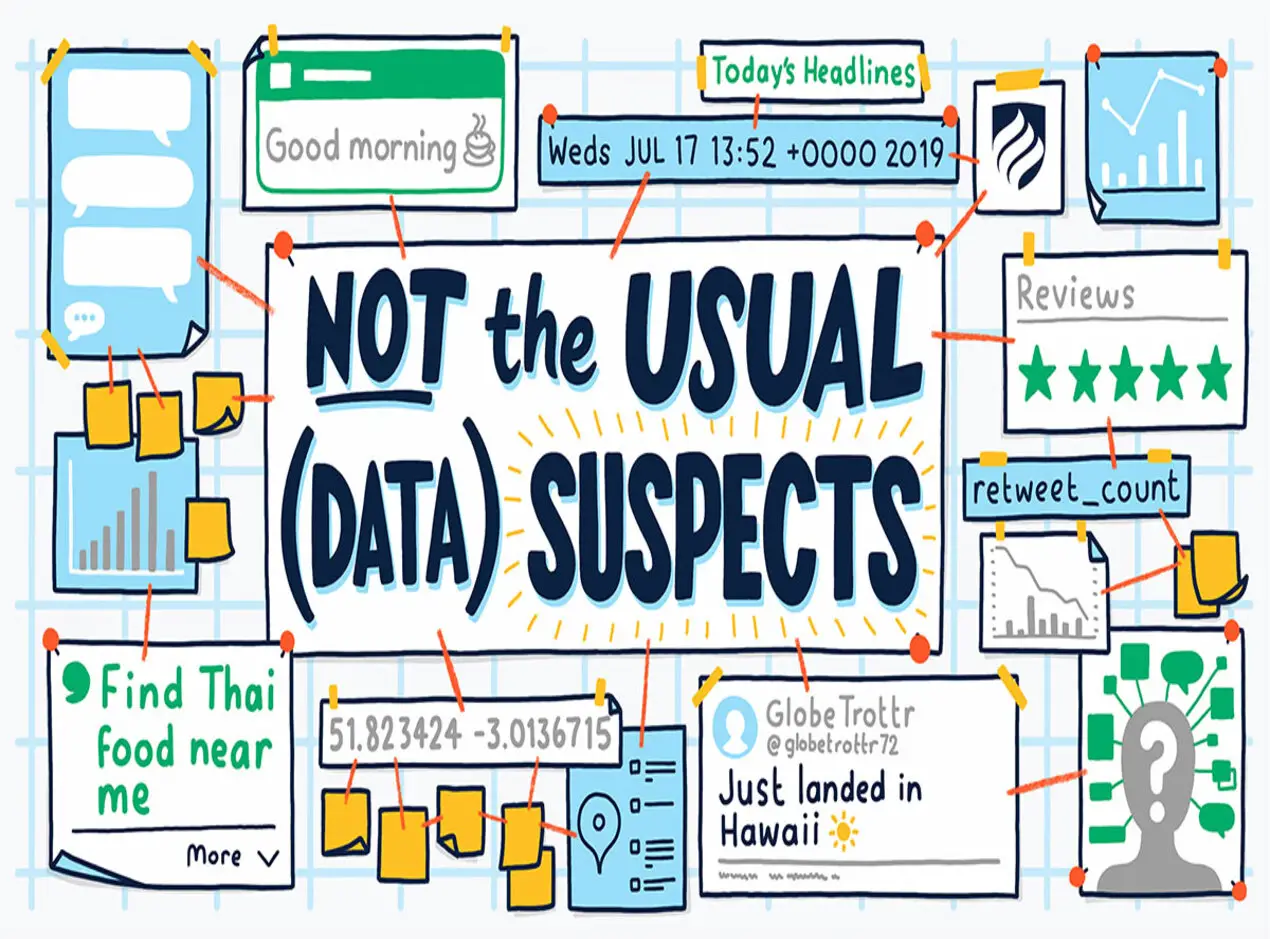 Today's Headlines
Good morning
Weds JUL 17 13:52 +0000 2019
NOT the USUAL
(DATA) SUSPECTS
Reviews
retweet_count
Find Thai
food near
me
More
51.823424 -3.0136715
GlobeTrottr
@globetrottr72
Just landed in
Hawaii
?